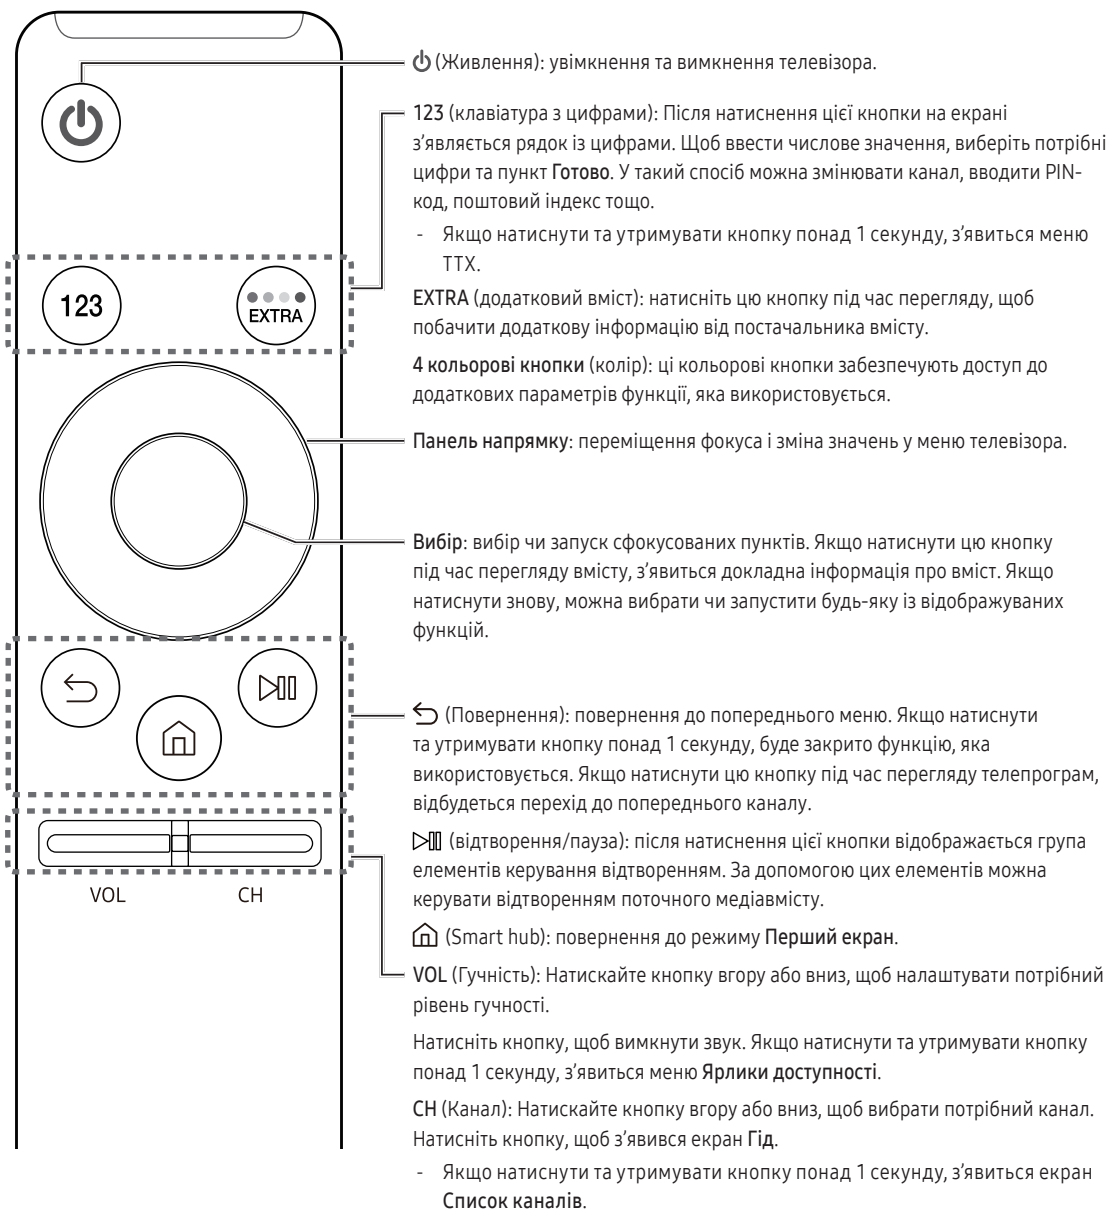 (Живлення): увімкнення та вимкнення телевізора.
123 (клавіатура з цифрами): Після натиснення цієї кнопки на екрані
з'являється рядок із цифрами. Щоб ввести числове значення, виберіть потрібні
цифри та пункт Готово. У такий спосіб можна змінювати канал, вводити PIN-
код, поштовий індекс тощо.
- Якщо натиснути та утримувати кнопку понад 1 секунду, з'явиться меню
TTX.
123
EXTRA
EXTRA (додатковий вміст): натисніть цю кнопку під час перегляду, щоб
побачити додаткову інформацію від постачальника вмісту.
4 кольорові кнопки (колір): ці кольорові кнопки забезпечують доступ до
додаткових параметрів функції, яка використовується.
Панель напрямку: переміщення фокуса і зміна значень у меню телевізора.
Вибір: вибір чи запуск сфокусованих пунктів. Якщо натиснути цю кнопку
під час перегляду вмісту, з'явиться докладна інформація про вміст. Якщо
натиснути знову, можна вибрати чи запустити будь-яку із відображуваних
функцій.
(Повернення): повернення до попереднього меню. Якщо натиснути
та утримувати кнопку понад 1 секунду, буде закрито функцію, яка
використовується. Якщо натиснути цю кнопку під час перегляду телепрограм,
відбудеться перехід до попереднього каналу.
(відтворення/пауза): після натиснення цієї кнопки відображається група
елементів керування відтворенням. За допомогою цих елементів можна
керувати відтворенням поточного медіавмісту.
VOL CH
(Smart hub): повернення до режиму Перший екран.
VOL (Гучність): Натискайте кнопку вгору або вниз, щоб налаштувати потрібний
рівень гучності.
Натисніть кнопку, щоб вимкнути звук. Якщо натиснути та утримувати кнопку
понад 1 секунду, з'явиться меню Ярлики доступності.
CH (Канал): Натискайте кнопку вгору або вниз, щоб вибрати потрібний канал.
Натисніть кнопку, щоб з'явився екран Гід.
- Якщо натиснути та утримувати кнопку понад 1 секунду, з'явиться екран
Список каналів.